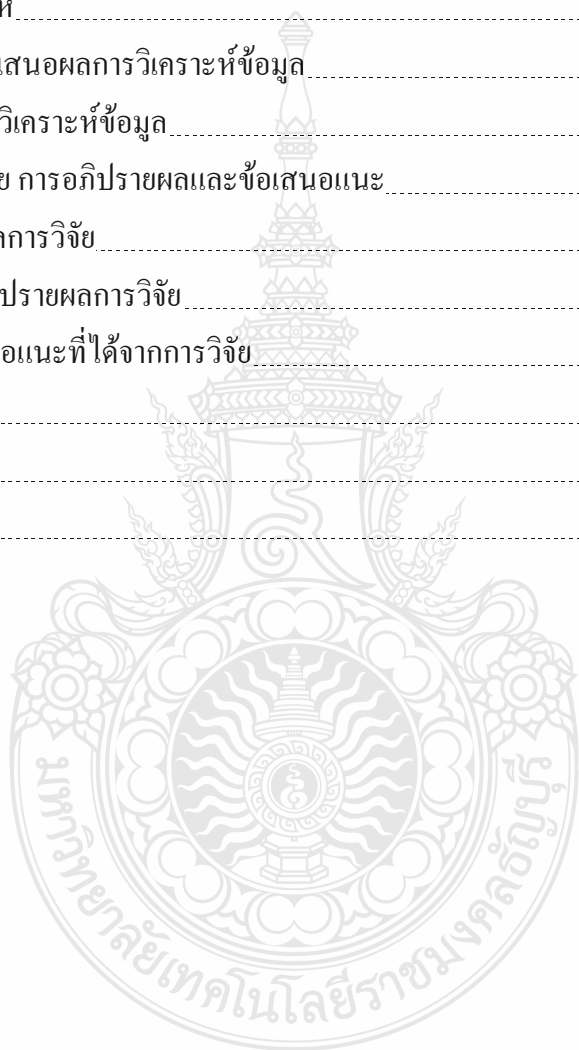 เสนอผลการวิเคราะห์ข้อมูล
วิเคราะห์ข้อมูล
การอภิปรายผลและข้อเสนอแนะ
การวิจัย
ปรายผลการวิจัย
อแนะที่ได้จากการวิจัย
มหาวิทยาลัยเทคโนโลยีราชมงคลธัญบุรี